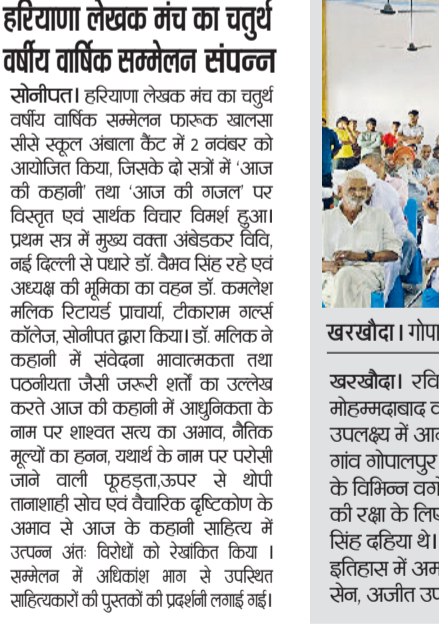 हरियाणा लेखक मंच का चतुर्थ
वर्षीय वार्षिक सम्मेलन संपन्न
सोनीपत। हरियाणा लेखक मंच का चतुर्थ
वर्षीय वार्षिक सम्मेलन फारूक खालसा
सीसे स्कूल अंबाला कैंट में 2 नवंबर को
आयोजित किया, जिसके दो सत्रों में 'आज
की कहानी' तथा 'आज की गजल' पर
विस्तृत एवं सार्थक विचार विमर्श हुआ।
प्रथम सत्र में मुख्य वक्ता अंबेडकर विवि,
नई दिल्ली से पधारे डॉ. वैभव सिंह रहे एवं
अध्यक्ष की भूमिका का वहन डॉ. कमलेश
मलिक रिटायर्ड प्राचार्या, टीकाराम गर्ल्स
कॉलेज, सोनीपत द्वारा किया। डॉ. मलिक ने
कहानी में संवेदना भावात्मकता तथा
पठनीयता जैसी जरूरी शर्तों का उल्लेख
करते आज की कहानी में आधुनिकता के
नाम पर शाश्वत सत्य का अभाव, नैतिक
मूल्यों का हनन, यथार्थ के नाम पर परोसी
जाने वाली फूहड़ता,ऊपर से थोपी
तानाशाही सोच एवं वैचारिक दृष्टिकोण के
अभाव से आज के कहानी साहित्य में
उत्पन्न अंतः विरोधों को रेखांकित किया ।
सम्मेलन में अधिकांश भाग से उपस्थित
साहित्यकारों की पुस्तकों की प्रदर्शनी लगाई गई।
खरखौदा। गोपा
खरखौदा। रवि
मोहम्मदाबाद
उपलक्ष्य में
गांव गोपालपुर
के विभिन्न
की रक्षा के
सिंह दहिया थे।
इतिहास में
सेन, अजीत